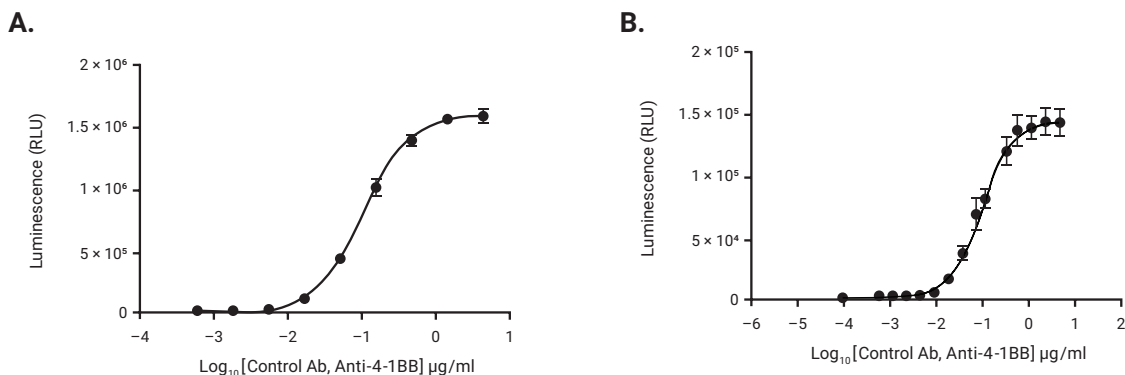 A.
2 × 10⁶
1.5 × 10⁶
1 × 10⁶
5 × 10⁵
0
Luminescence (RLU)
−4 −3 −2 −1 0 1
Log₁₀[Control Ab, Anti-4-1BB] µg/ml
B.
2 × 10⁵
1.5 × 10⁵
1 × 10⁵
5 × 10⁴
0
Luminescence (RLU)
−6 −5 −4 −3 −2 −1 0 1 2
Log₁₀[Control Ab, Anti-4-1BB] µg/ml